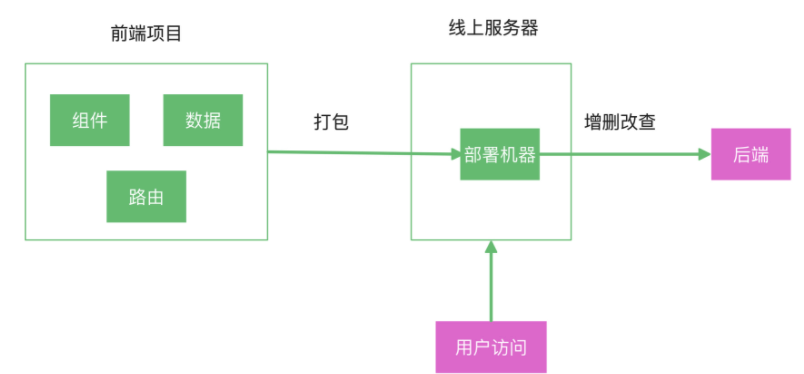 前端项目
线上服务器
组件
数据
路由
打包
部署机器
增删改查
后端
用户访问